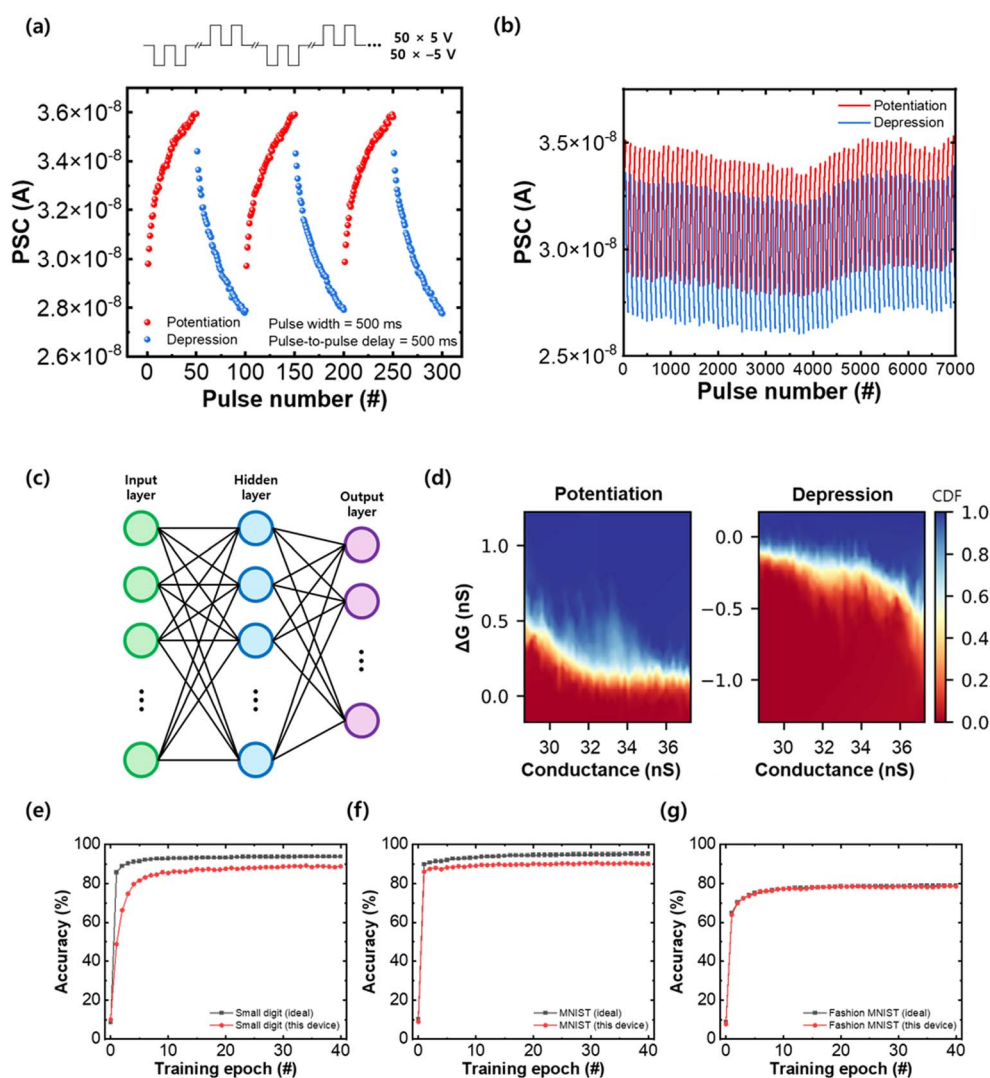 (a)
50 × 5 V
50 × −5 V
3.6×10⁻⁸
3.4×10⁻⁸
3.2×10⁻⁸
3.0×10⁻⁸
2.8×10⁻⁸
2.6×10⁻⁸
PSC (A)
Potentiation
Depression
Pulse width = 500 ms
Pulse-to-pulse delay = 500 ms
0 50 100 150 200 250 300
Pulse number (#)
(b)
Potentiation
Depression
3.5×10⁻⁸
3.0×10⁻⁸
2.5×10⁻⁸
PSC (A)
0 1000 2000 3000 4000 5000 6000 7000
Pulse number (#)
(c)
Input layer
Hidden layer
Output layer
(d)
Potentiation
Depression
CDF
ΔG (nS)
1.0
0.5
0.0
30 32 34 36
Conductance (nS)
0.0
−0.5
−1.0
30 32 34 36
Conductance (nS)
1.0
0.8
0.6
0.4
0.2
0.0
(e)
Accuracy (%)
100
80
60
40
20
0
Small digit (ideal)
Small digit (this device)
0 10 20 30 40
Training epoch (#)
(f)
Accuracy (%)
100
80
60
40
20
0
MNIST (ideal)
MNIST (this device)
0 10 20 30 40
Training epoch (#)
(g)
Accuracy (%)
100
80
60
40
20
0
Fashion MNIST (ideal)
Fashion MNIST (this device)
0 10 20 30 40
Training epoch (#)